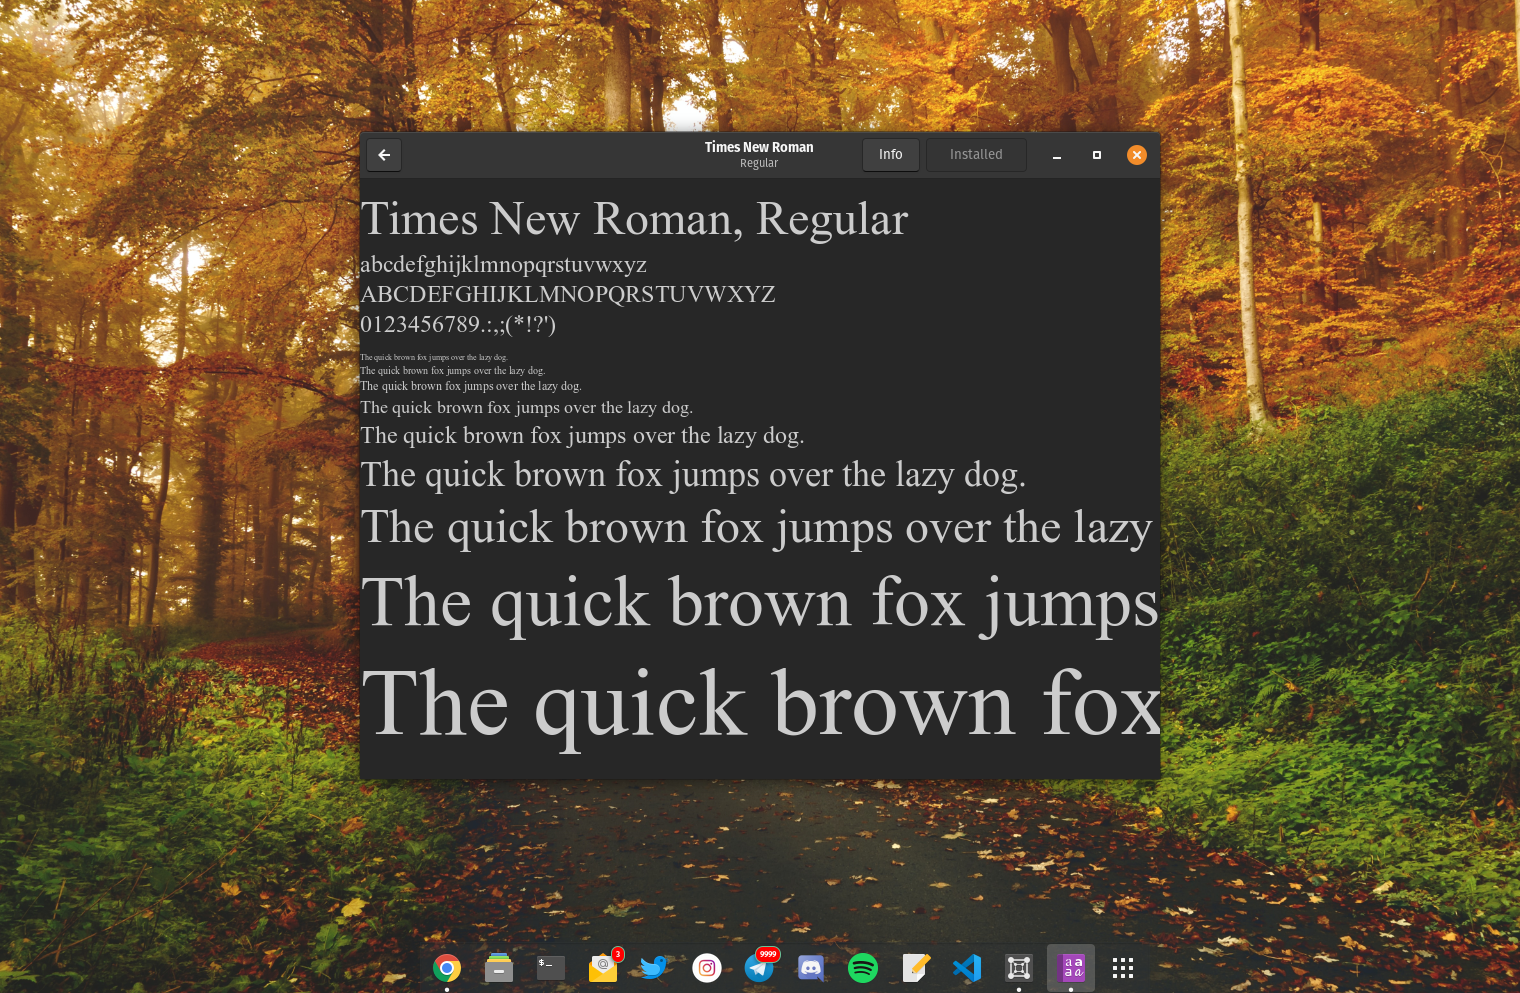 Times New Roman
Regular
Info
Installed
Times New Roman, Regular
abcdefghijklmnopqrstuvwxyz
ABCDEFGHIJKLMNOPQRSTUVWXYZ
0123456789.:,;(*!?')
The quick brown fox jumps over the lazy dog.
The quick brown fox jumps over the lazy dog.
The quick brown fox jumps over the lazy dog.
The quick brown fox jumps over the lazy dog.
The quick brown fox jumps over the lazy dog.
The quick brown fox jumps over the lazy dog.
The quick brown fox jumps over the lazy
The quick brown fox jumps
The quick brown fox
$_ @ 3 9999 a a a a